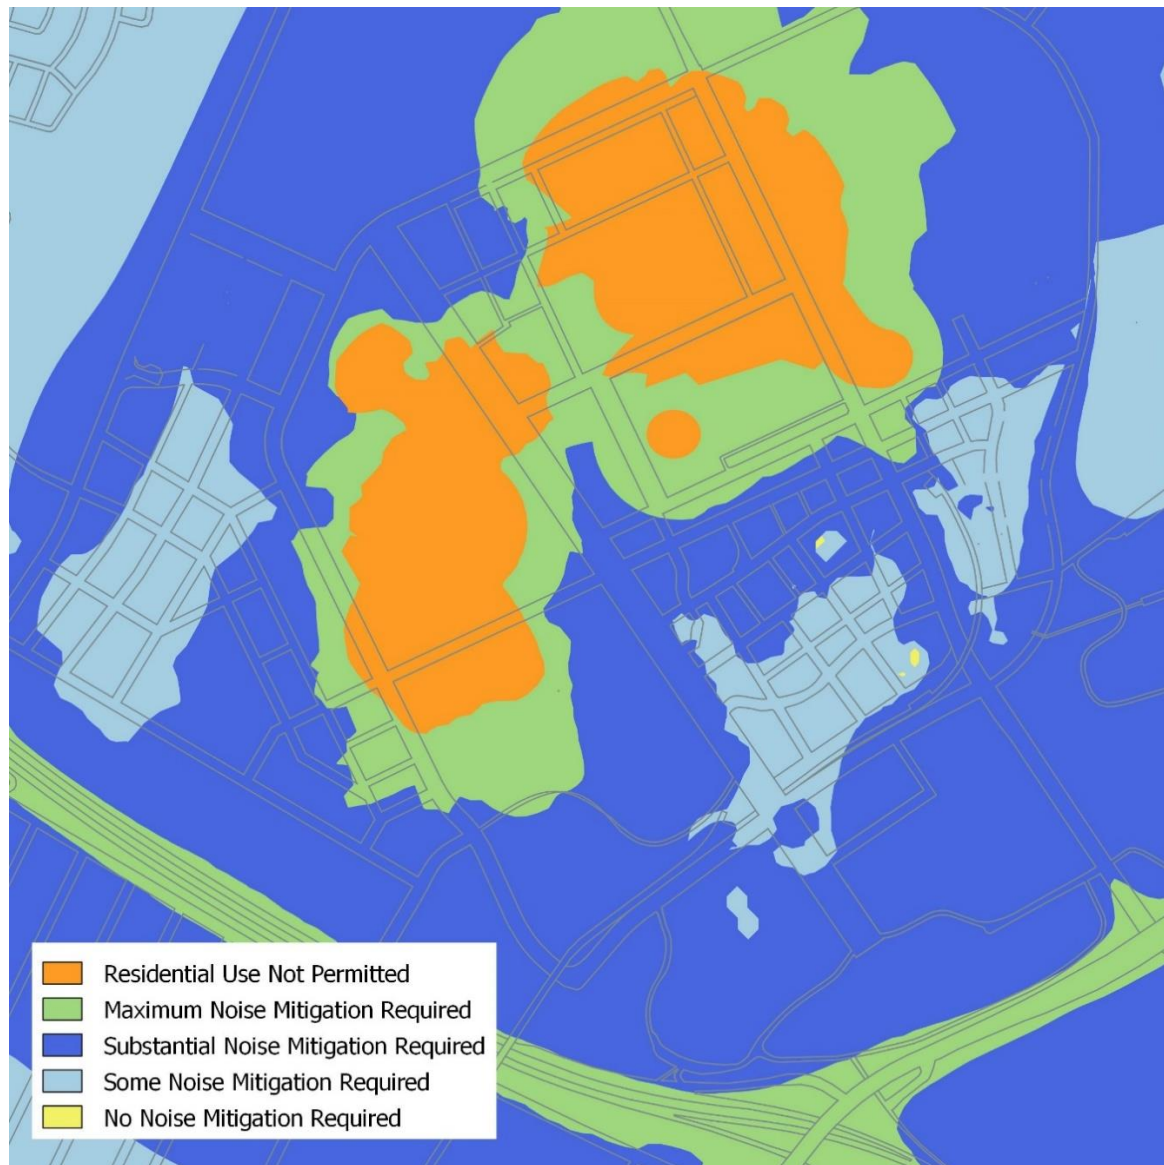 Residential Use Not Permitted
Maximum Noise Mitigation Required
Substantial Noise Mitigation Required
Some Noise Mitigation Required
No Noise Mitigation Required